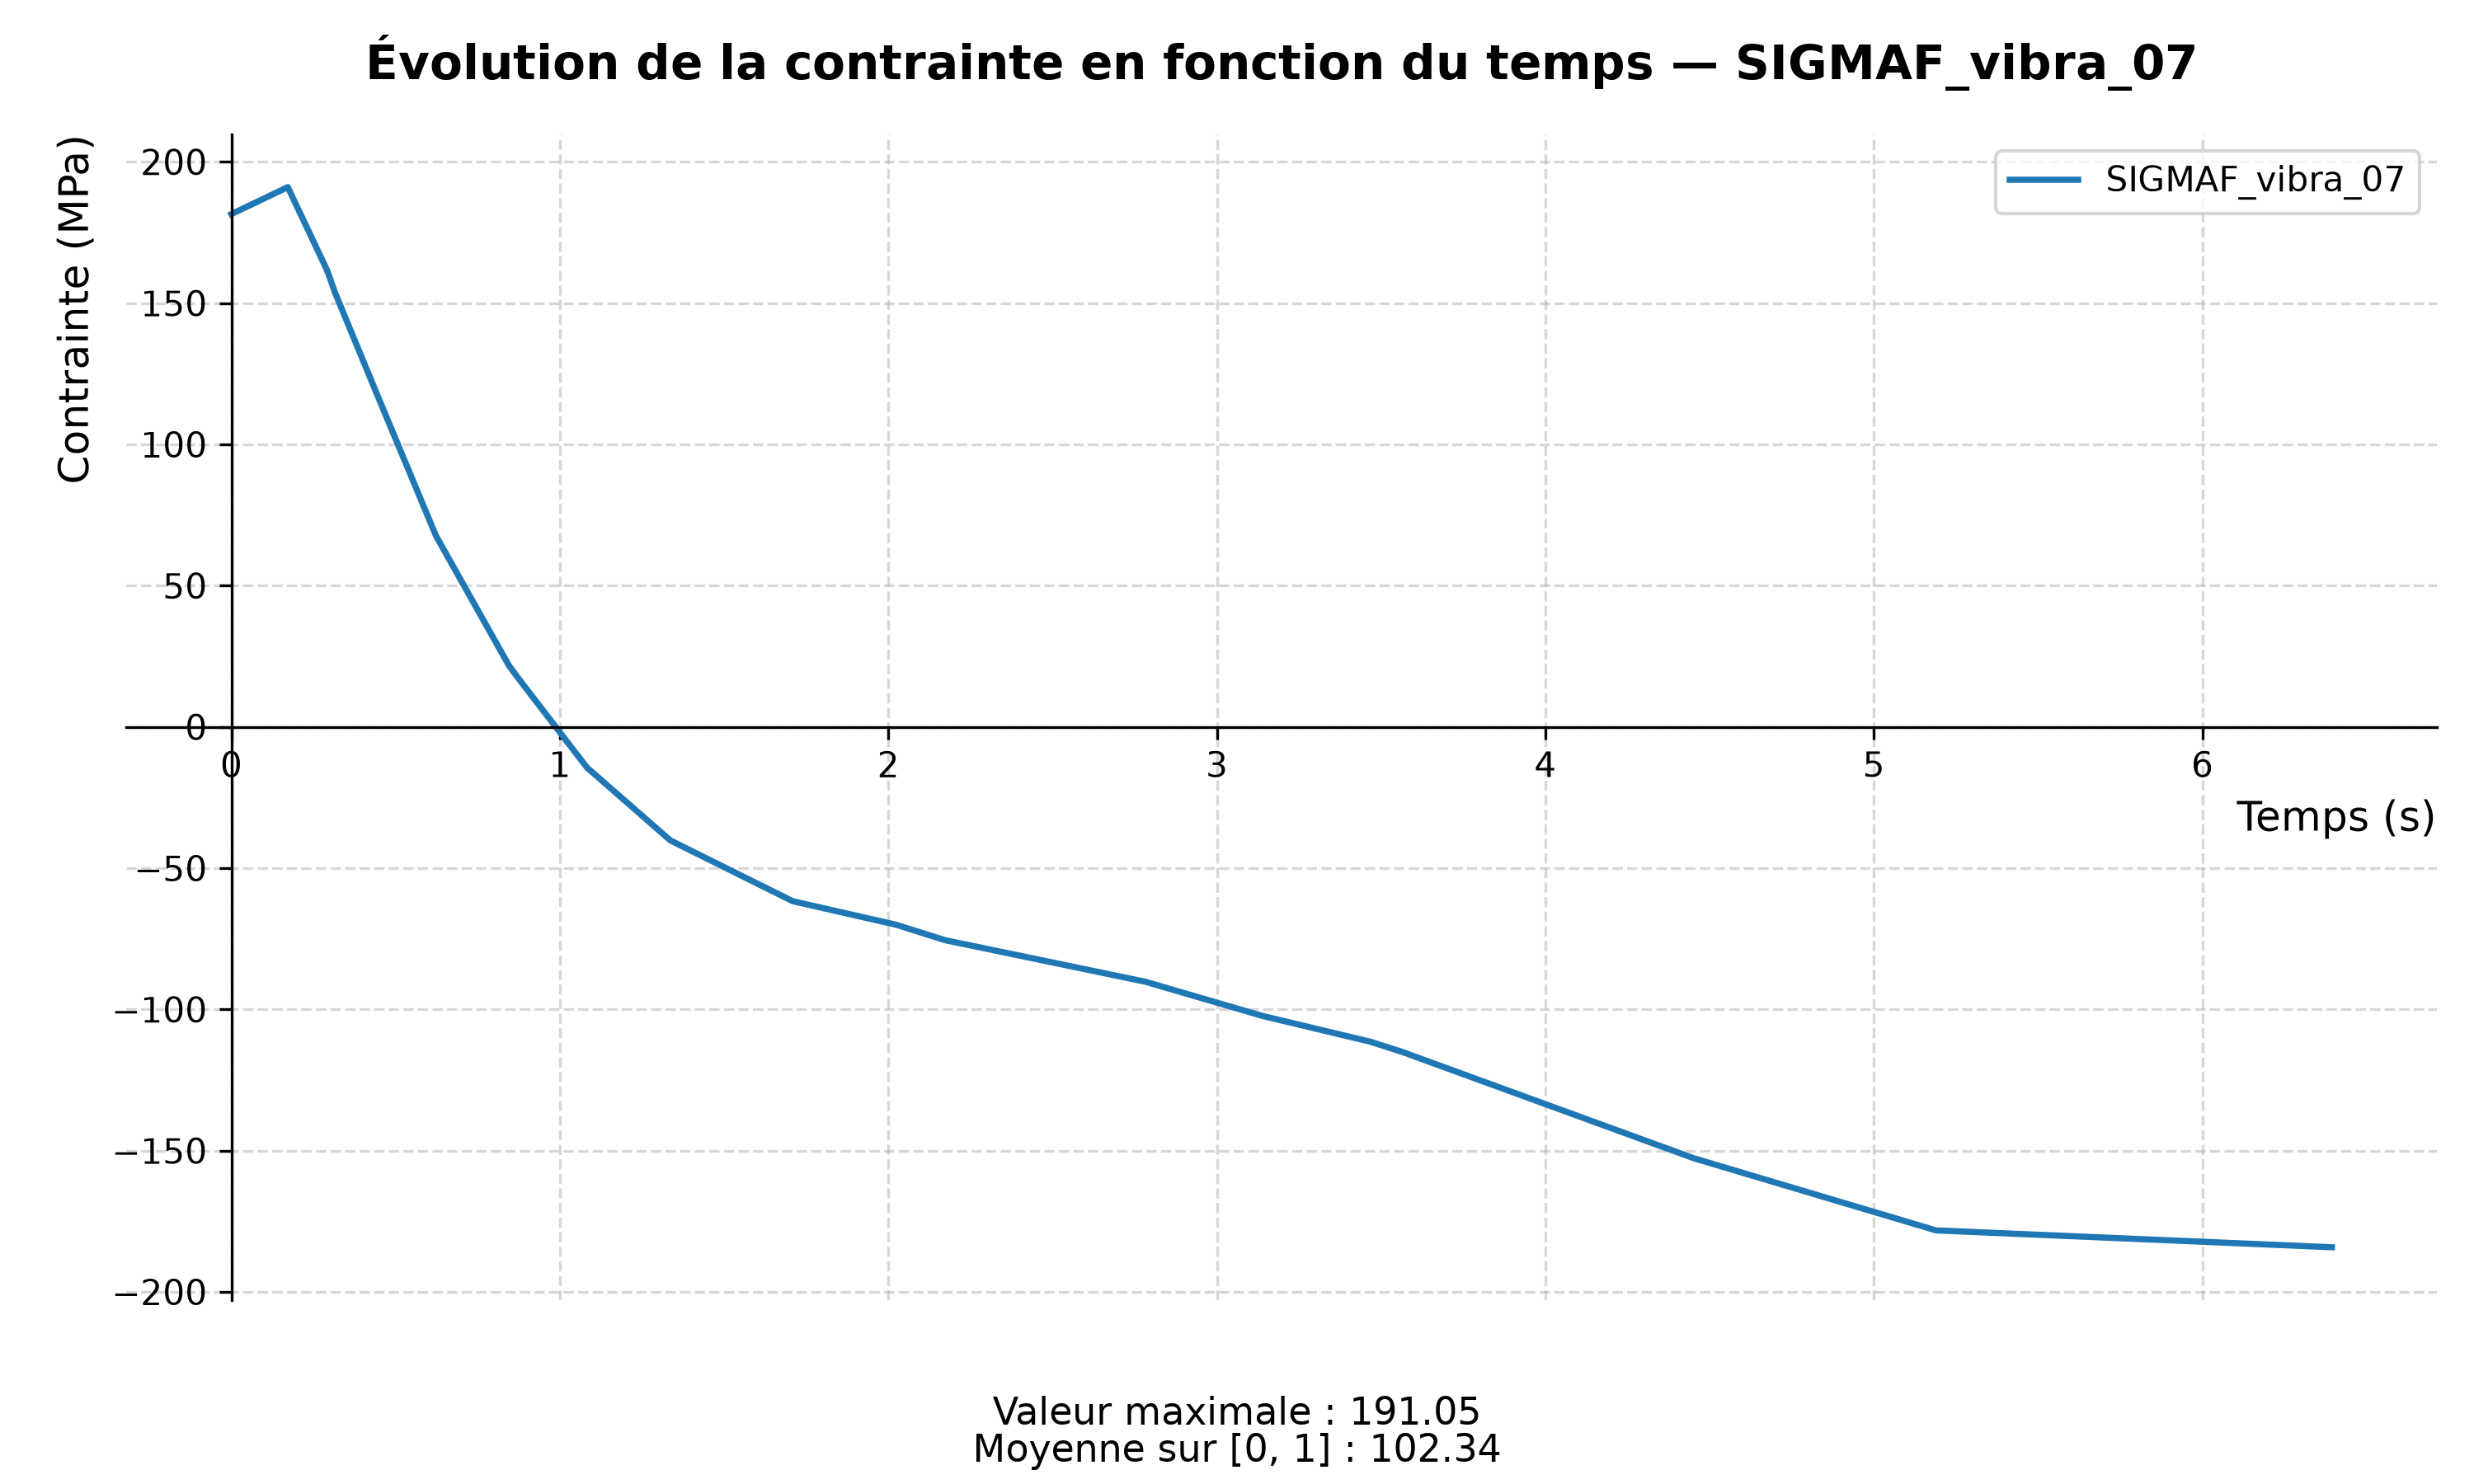 Évolution de la contrainte en fonction du temps — SIGMAF_vibra_07
Contrainte (MPa)
200
150
100
50
0
−50
−100
−150
−200
SIGMAF_vibra_07
0 1 2 3 4 5 6
Temps (s)
Valeur maximale : 191.05
Moyenne sur [0, 1] : 102.34